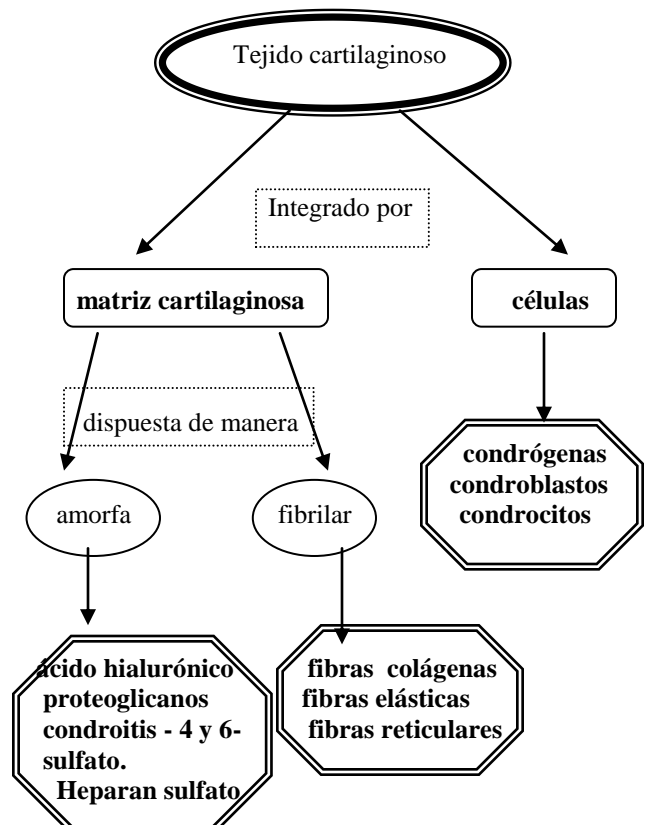 Tejido cartilaginoso
Integrado por
matriz cartilaginosa
células
dispuesta de manera
condrógenas
condroblastos
condrocitos
amorfa
fibrilar
ácido hialurónico
proteoglicanos
condroitis - 4 y 6-
sulfato.
Heparan sulfato
fibras colágenas
fibras elásticas
fibras reticulares